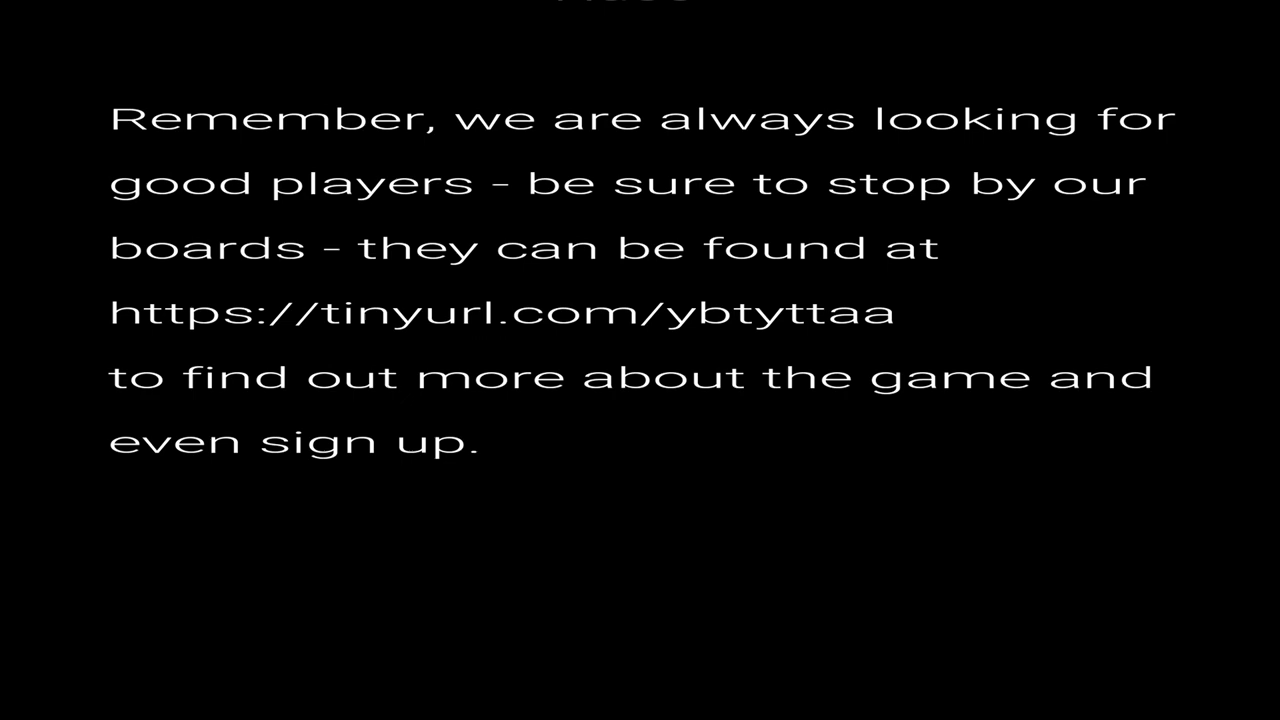 Remember, we are always looking for
good players - be sure to stop by our
boards - they can be found at
https://tinyurl.com/ybtyttaa
to find out more about the game and
even sign up.